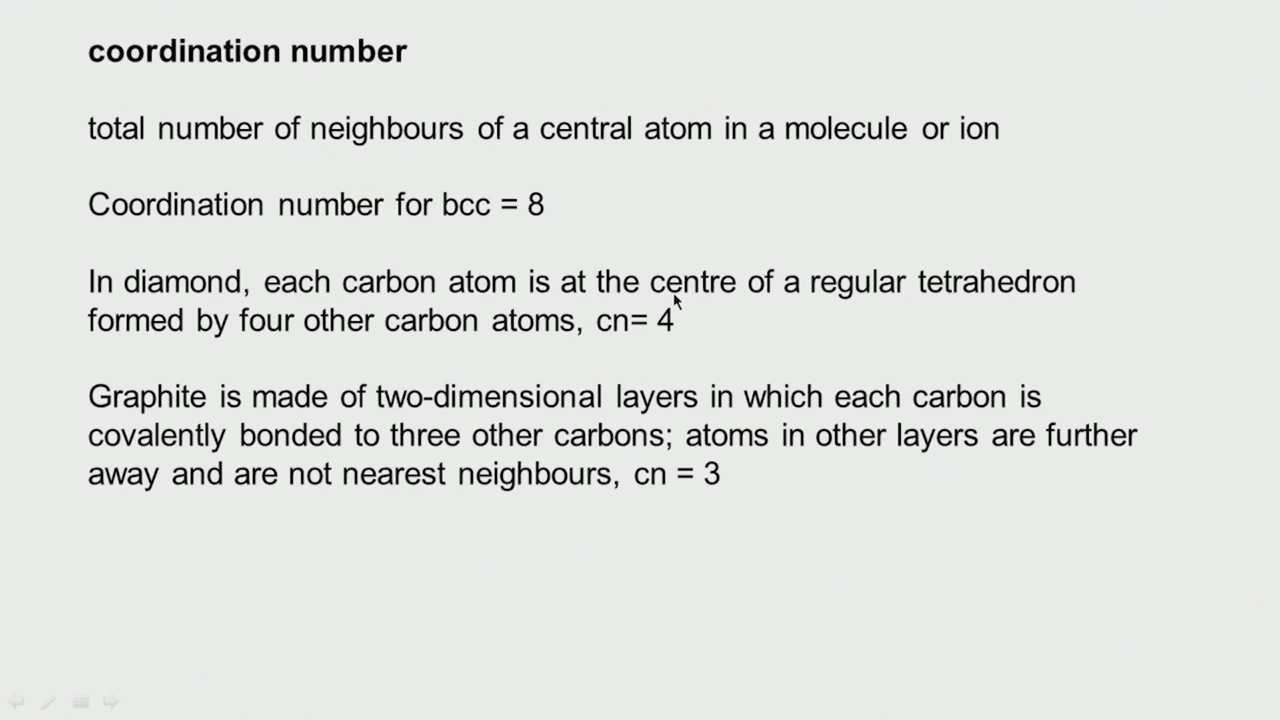 coordination number
total number of neighbours of a central atom in a molecule or ion
Coordination number for bcc = 8
In diamond, each carbon atom is at the centre of a regular tetrahedron
formed by four other carbon atoms, cn= 4
Graphite is made of two-dimensional layers in which each carbon is
covalently bonded to three other carbons; atoms in other layers are further
away and are not nearest neighbours, cn = 3